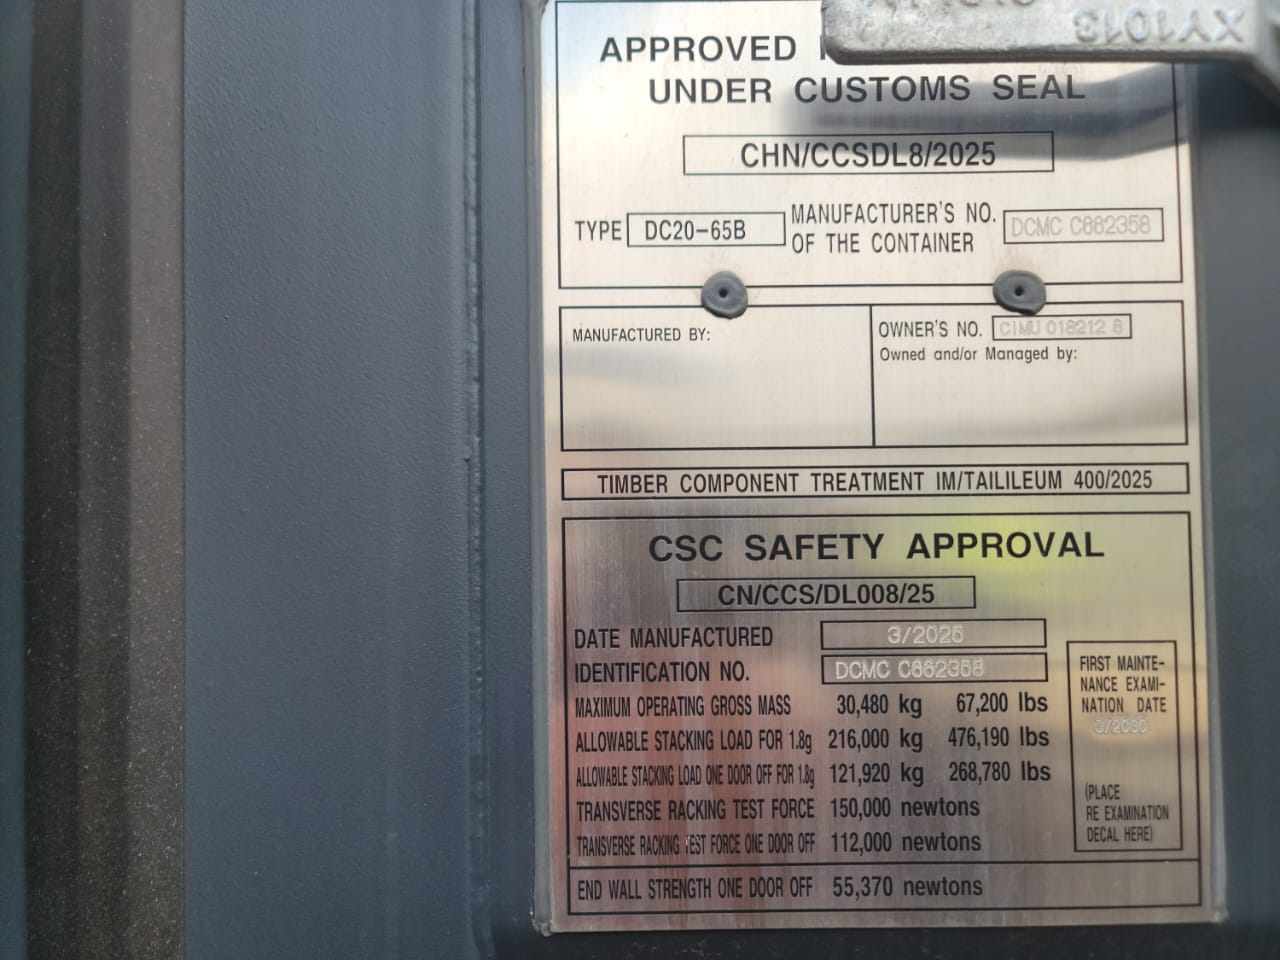 XY1013
APPROVED
UNDER CUSTOMS SEAL
CHN/CCSDL8/2025
TYPE DC20-65B
MANUFACTURER'S NO.
OF THE CONTAINER
DCMC C662358
MANUFACTURED BY:
OWNER'S NO. CIMU 018212 8
Owned and/or Managed by:
TIMBER COMPONENT TREATMENT IM/TAILILEUM 400/2025
CSC SAFETY APPROVAL
CN/CCS/DL008/25
DATE MANUFACTURED 3/2025
IDENTIFICATION NO. DCMC C662358
MAXIMUM OPERATING GROSS MASS 30,480 kg 67,200 lbs
ALLOWABLE STACKING LOAD FOR 1.8g 216,000 kg 476,190 lbs
ALLOWABLE STACKING LOAD ONE DOOR OFF FOR 1.8g 121,920 kg 268,780 lbs
TRANSVERSE RACKING TEST FORCE 150,000 newtons
TRANSVERSE RACKING TEST FORCE ONE DOOR OFF 112,000 newtons
END WALL STRENGTH ONE DOOR OFF 55,370 newtons
FIRST MAINTE-
NANCE EXAMI-
NATION DATE
3/2030
(PLACE
RE EXAMINATION
DECAL HERE)